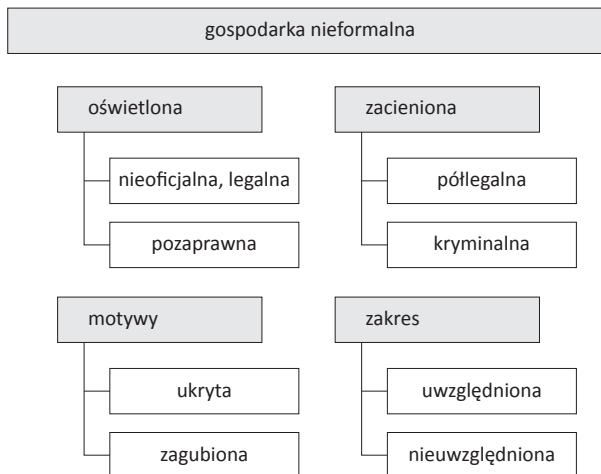 gospodarka nieformalna
oświetlona
nieoficjalna, legalna
pozaprawna
zacieniona
półlegalna
kryminalna
motywy
ukryta
zagubiona
zakres
uwzględniona
nieuwzględniona